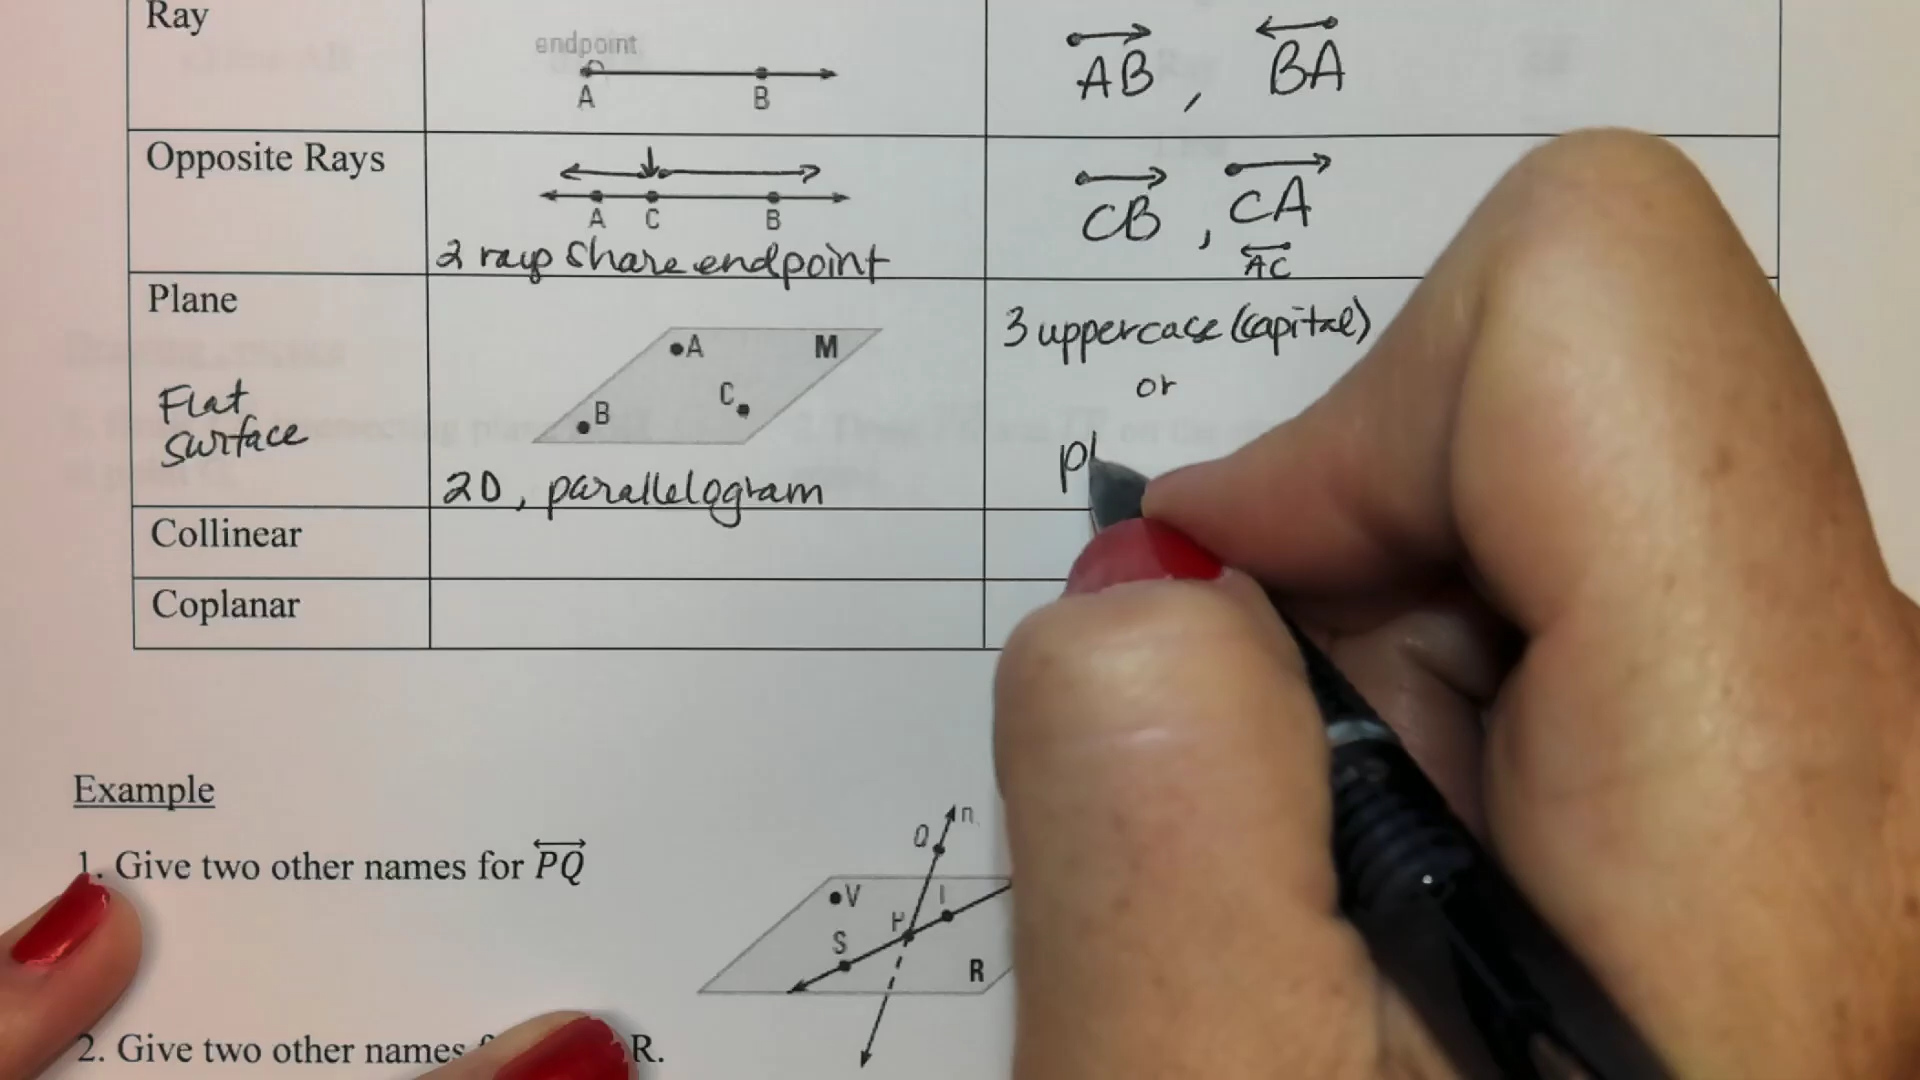 Ray
endpoint
A B
AB , BA
Opposite Rays
A C B
2 rays share endpoint
CB , CA
AC
Plane
Flat
surface
A M
C
B
2D, parallelogram
3 uppercase (capital)
or
pl
Collinear
Coplanar
Example
1. Give two other names for PQ
Q n
V I
P
S
R
2. Give two other names R.